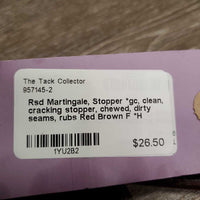 The Tack Collector
957145-2
Rsd Martingale, Stopper *gc, clean,
cracking stopper, chewed, dirty
seams, rubs Red Brown F *H
1YU2B2
$26.50
6
L